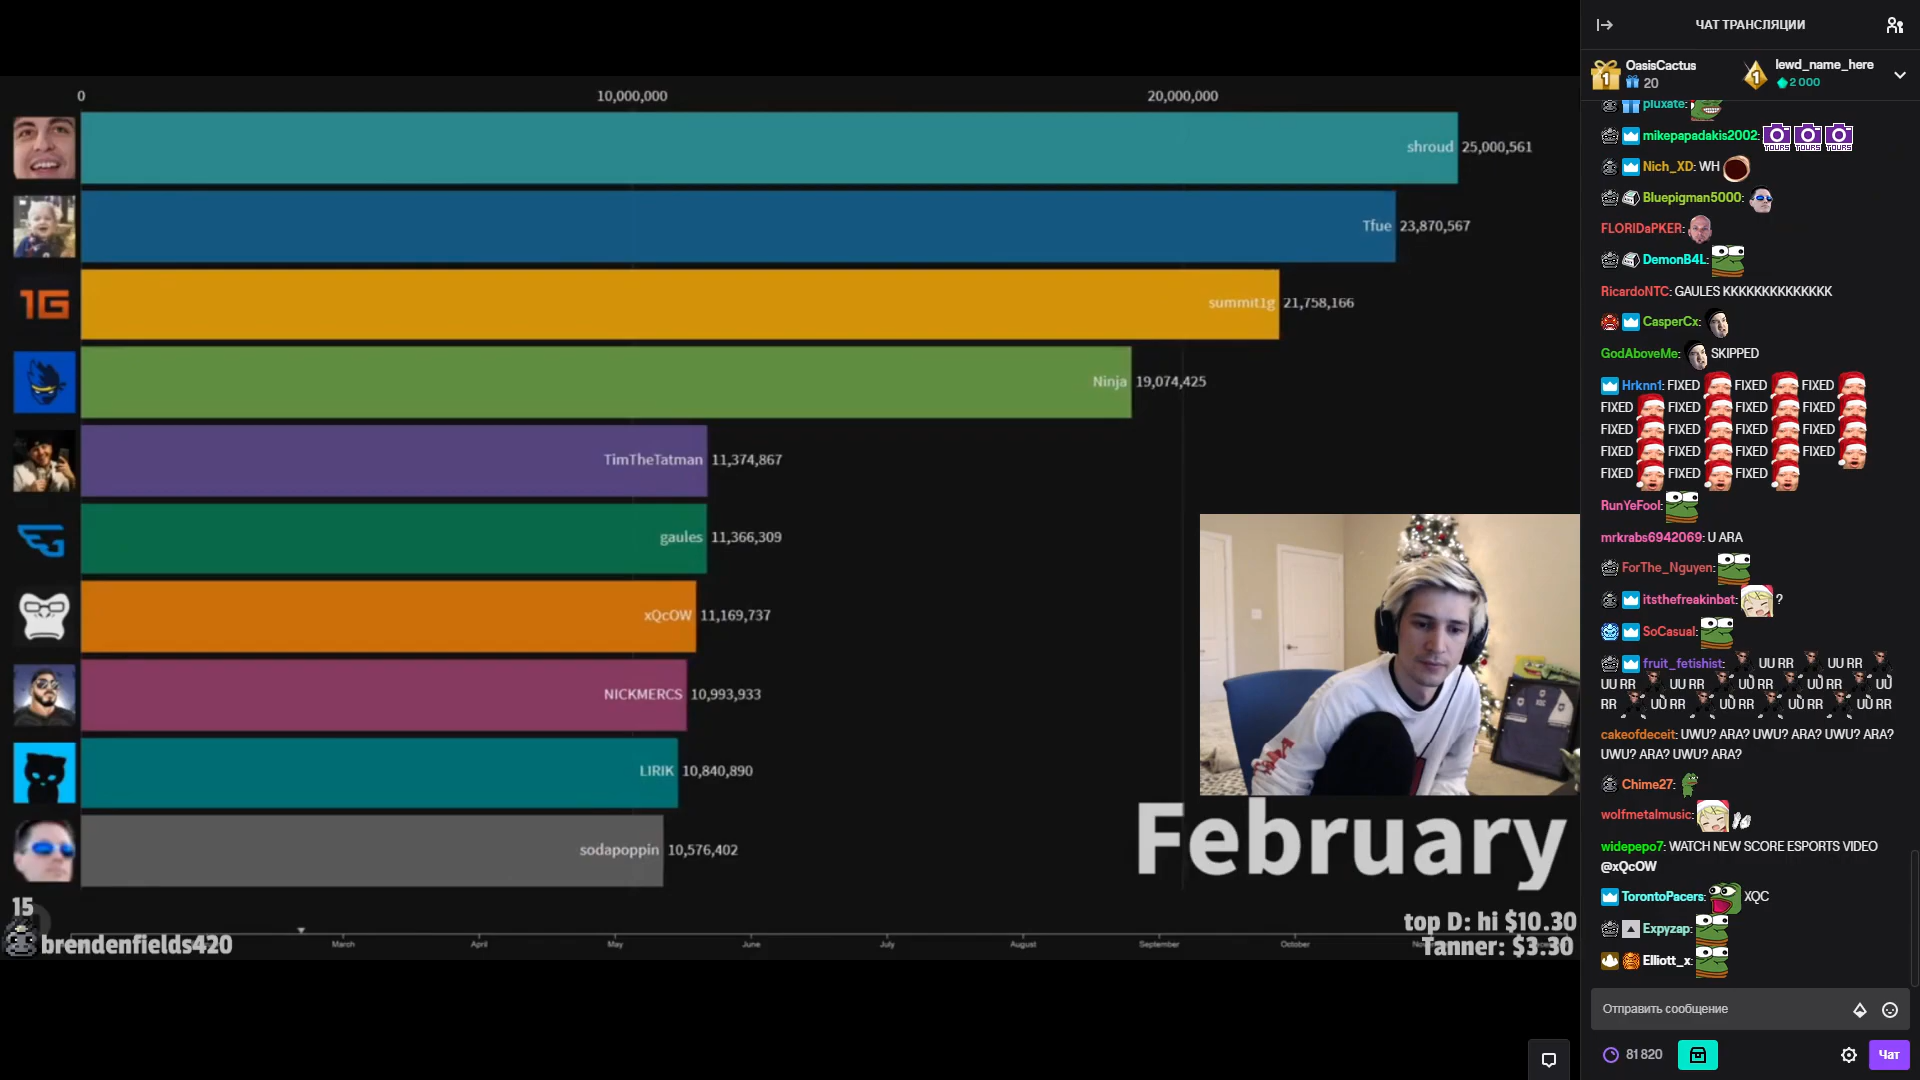 0 10,000,000 20,000,000
shroud 25,000,561
Tfue 23,870,567
1G summit1g 21,758,166
Ninja 19,074,425
TimTheTatman 11,374,867
gaules 11,366,309
xQcOW 11,169,737
NICKMERCS 10,993,933
LIRIK 10,840,890
sodapoppin 10,576,402
February
15
brendenfields420
March April May June July August September October
top D: hi $10.30
Tanner: $3.30
ЧАТ ТРАНСЛЯЦИИ
OasisCactus
20
lewd_name_here
2 000
pluxate:
mikepapadakis2002: TOURS TOURS TOURS
Nich_XD: WH
Bluepigman5000:
FLORIDaPKER:
DemonB4L:
RicardoNTC: GAULES KKKKKKKKKKKKKK
CasperCx:
GodAboveMe: SKIPPED
Hrknn1: FIXED FIXED FIXED
FIXED FIXED FIXED FIXED
FIXED FIXED FIXED FIXED
FIXED FIXED FIXED FIXED
FIXED FIXED FIXED
RunYeFool:
mrkrabs6942069: U ARA
ForThe_Nguyen:
itsthefreakinbat: ?
SoCasual:
fruit_fetishist: UU RR UU RR
UU RR UU RR UU RR UU RR UU
RR UU RR UU RR UU RR UU RR
cakeofdeceit: UWU? ARA? UWU? ARA? UWU? ARA?
UWU? ARA? UWU? ARA?
Chime27:
wolfmetalmusic:
widepepo7: WATCH NEW SCORE ESPORTS VIDEO
@xQcOW
TorontoPacers: XQC
Expyzap:
Elliott_x:
Отправить сообщение
81 820
Чат